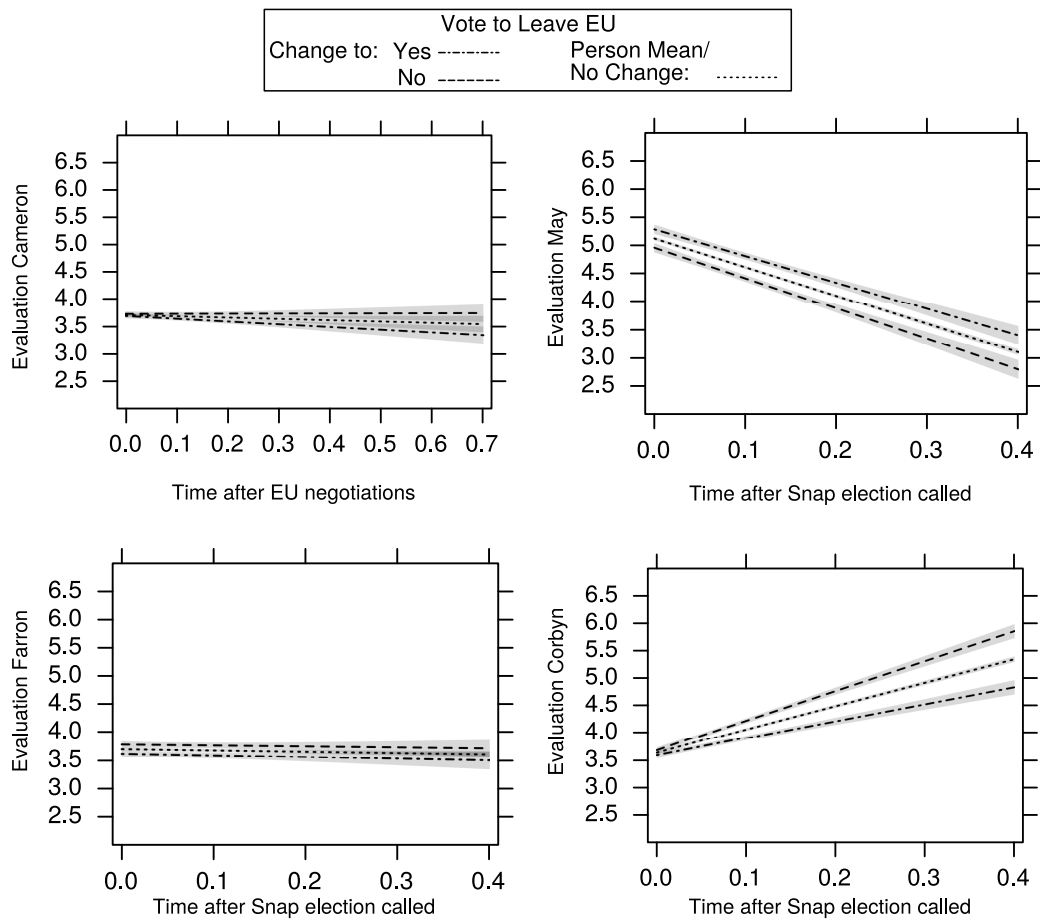 Vote to Leave EU
Change to: Yes Person Mean/
No No Change:
Evaluation Cameron
6.5
6.0
5.5
5.0
4.5
4.0
3.5
3.0
2.5
0.0 0.1 0.2 0.3 0.4 0.5 0.6 0.7
Time after EU negotiations
Evaluation May
6.5
6.0
5.5
5.0
4.5
4.0
3.5
3.0
2.5
0.0 0.1 0.2 0.3 0.4
Time after Snap election called
Evaluation Farron
6.5
6.0
5.5
5.0
4.5
4.0
3.5
3.0
2.5
0.0 0.1 0.2 0.3 0.4
Time after Snap election called
Evaluation Corbyn
6.5
6.0
5.5
5.0
4.5
4.0
3.5
3.0
2.5
0.0 0.1 0.2 0.3 0.4
Time after Snap election called